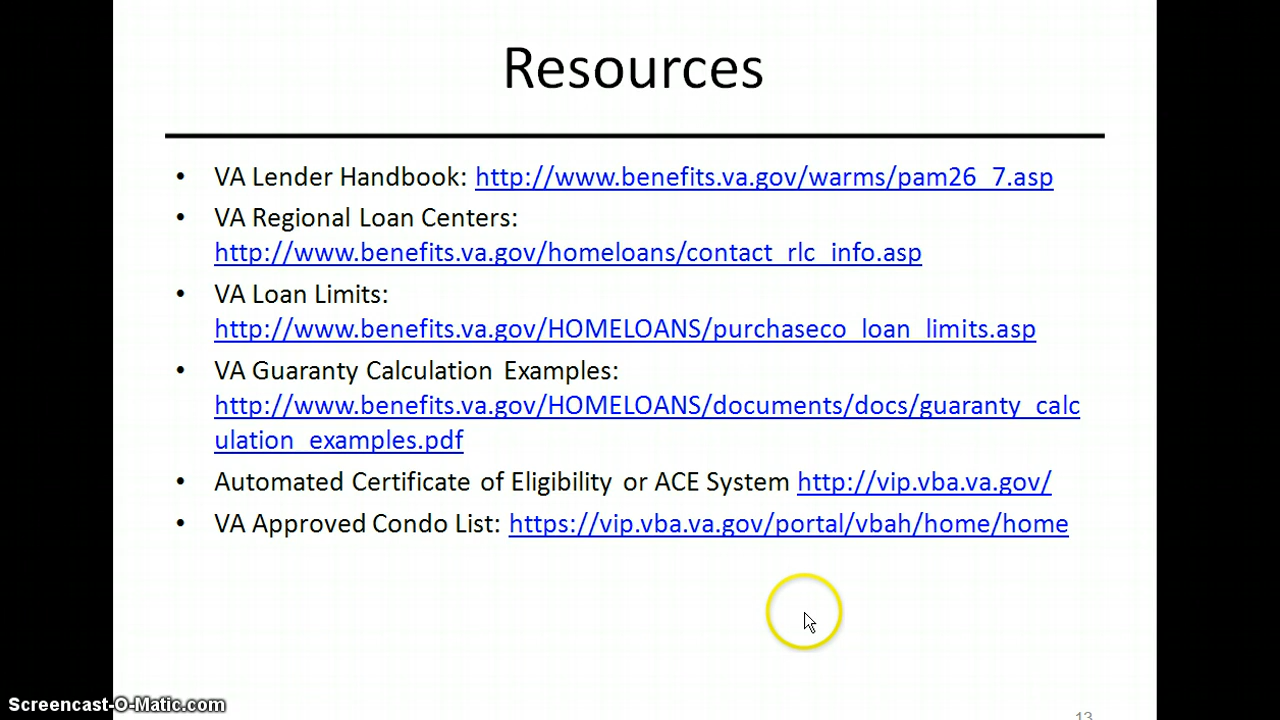 Resources
• VA Lender Handbook: http://www.benefits.va.gov/warms/pam26_7.asp
• VA Regional Loan Centers:
http://www.benefits.va.gov/homeloans/contact_rlc_info.asp
• VA Loan Limits:
http://www.benefits.va.gov/HOMELOANS/purchaseco_loan_limits.asp
• VA Guaranty Calculation Examples:
http://www.benefits.va.gov/HOMELOANS/documents/docs/guaranty_calc
ulation_examples.pdf
• Automated Certificate of Eligibility or ACE System http://vip.vba.va.gov/
• VA Approved Condo List: https://vip.vba.va.gov/portal/vbah/home/home
Screencast-O-Matic.com
13